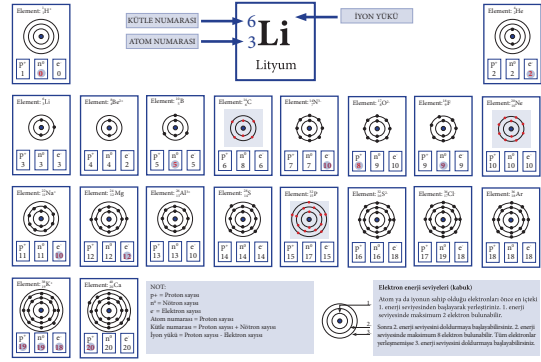 KÜTLE NUMARASI
ATOM NUMARASI
6
3
Li
Lityum
İYON YÜKÜ
Element: H⁺
p⁺ n⁰ e
1 0 0
Element: He
p⁺ n⁰ e
2 2 2
Element: Li
p⁺ n⁰ e
3 3 3
Element: Be²⁺
p⁺ n⁰ e
4 4 2
Element: B
p⁺ n⁰ e
5 5 5
Element: C
p⁺ n⁰ e
6 8 6
Element: N³⁻
p⁺ n⁰ e
7 7 10
Element: O²⁻
p⁺ n⁰ e
8 8 10
Element: F
p⁺ n⁰ e
9 9 9
Element: Ne
p⁺ n⁰ e
10 10 10
Element: Na⁺
p⁺ n⁰ e
11 11 10
Element: Mg
p⁺ n⁰ e
12 12 12
Element: Al³⁺
p⁺ n⁰ e
13 13 10
Element:
p⁺ n⁰ e
14 14 14
Element: P
p⁺ n⁰ e
15 17 15
Element: S²⁻
p⁺ n⁰ e
16 16 18
Element: Cl
p⁺ n⁰ e
17 18 18
Element: Ar
p⁺ n⁰ e
18 18 18
Element: K⁺
p⁺ n⁰ e
19 19 18
Element: Ca
p⁺ n⁰ e
20 20 20
NOT:
p+ = Proton sayısı
n⁰ = Nötron sayısı
e = Elektron sayısı
Atom numarası = Proton sayısı
Kütle numarası = Proton sayısı + Nötron sayısı
İyon yükü = Proton sayısı - Elektron sayısı
1
2
3
Elektron enerji seviyeleri (kabuk)
Atom ya da iyonun sahip olduğu elektronları önce en içteki
1. enerji seviyesinden başlayarak yerleştiriniz. 1. enerji
seviyesinde maksimum 2 elektron bulunabilir.
Sonra 2. enerji seviyesini doldurmaya başlayabilirsiniz. 2. enerji
seviyesinde maksimum 8 elektron bulunabilir. Tüm elektronlar
yerleşmemişse 3. enerji seviyesini doldurmaya başlayabilirsiniz.